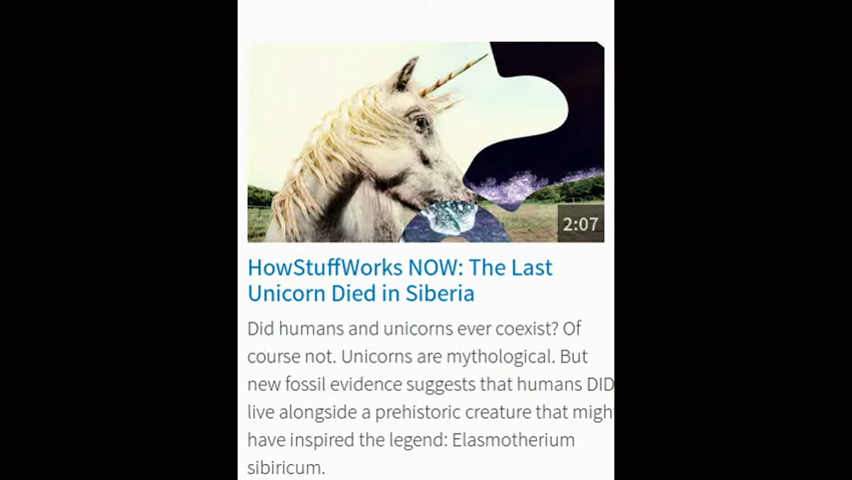 2:07
HowStuffWorks NOW: The Last
Unicorn Died in Siberia
Did humans and unicorns ever coexist? Of
course not. Unicorns are mythological. But
new fossil evidence suggests that humans DID
live alongside a prehistoric creature that migh
have inspired the legend: Elasmotherium
sibiricum.